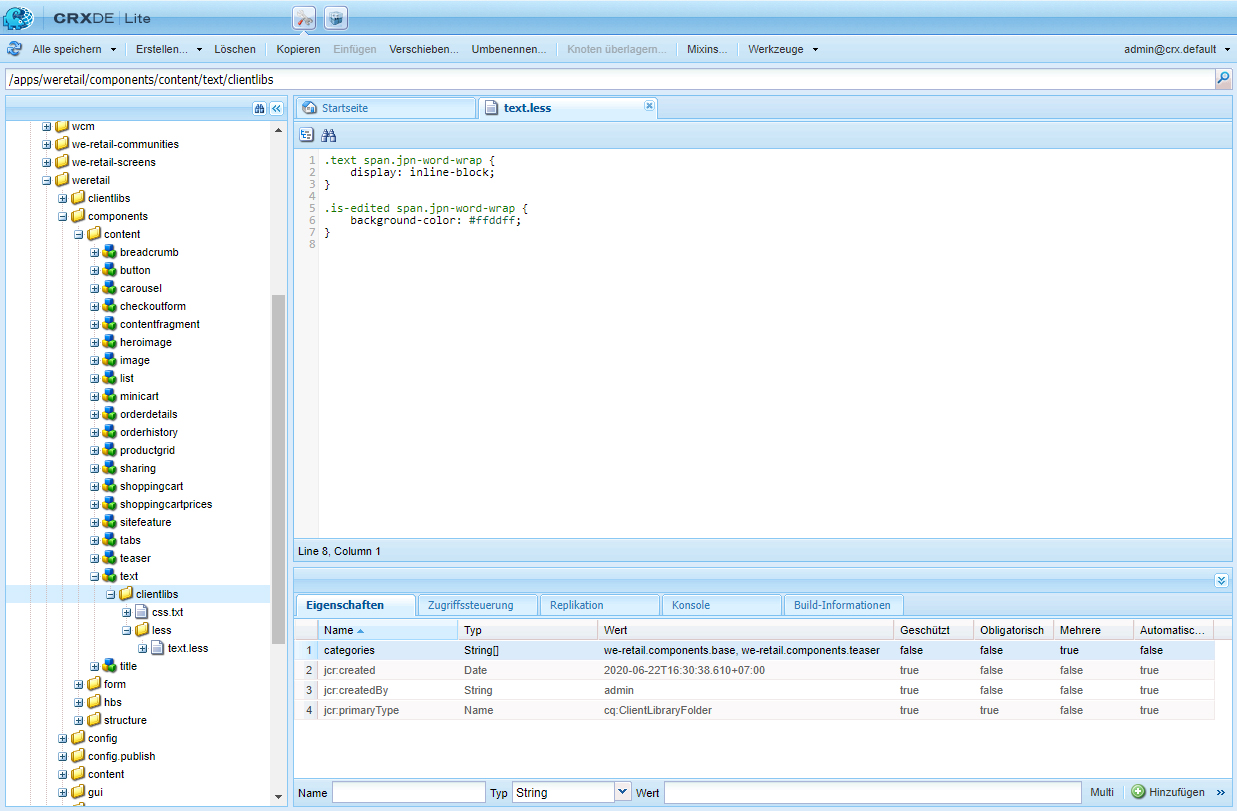 CRXDE | Lite
Alle speichern Erstellen... Löschen Kopieren Einfügen Verschieben... Umbenennen... Knoten überlagern... Mixins... Werkzeuge admin@crx.default
/apps/weretail/components/content/text/clientlibs
wcm
we-retail-communities
we-retail-screens
weretail
clientlibs
components
content
breadcrumb
button
carousel
checkoutform
contentfragment
heroimage
image
list
minicart
orderdetails
orderhistory
productgrid
sharing
shoppingcart
shoppingcartprices
sitefeature
tabs
teaser
text
clientlibs
css.txt
less
text.less
title
form
hbs
structure
config
config.publish
content
gui
Startseite text.less
1 .text span.jpn-word-wrap {
2 display: inline-block;
3 }
4
5 .is-edited span.jpn-word-wrap {
6 background-color: #ffddff;
7 }
8
Line 8, Column 1
Eigenschaften Zugriffssteuerung Replikation Konsole Build-Informationen
Name Typ Wert Geschützt Obligatorisch Mehrere Automatisc...
1 categories String[] we-retail.components.base, we-retail.components.teaser false false true false
2 jcr:created Date 2020-06-22T16:30:38.610+07:00 true false false true
3 jcr:createdBy String admin true false false true
4 jcr:primaryType Name cq:ClientLibraryFolder true true false true
Name Typ String Wert Multi Hinzufügen »